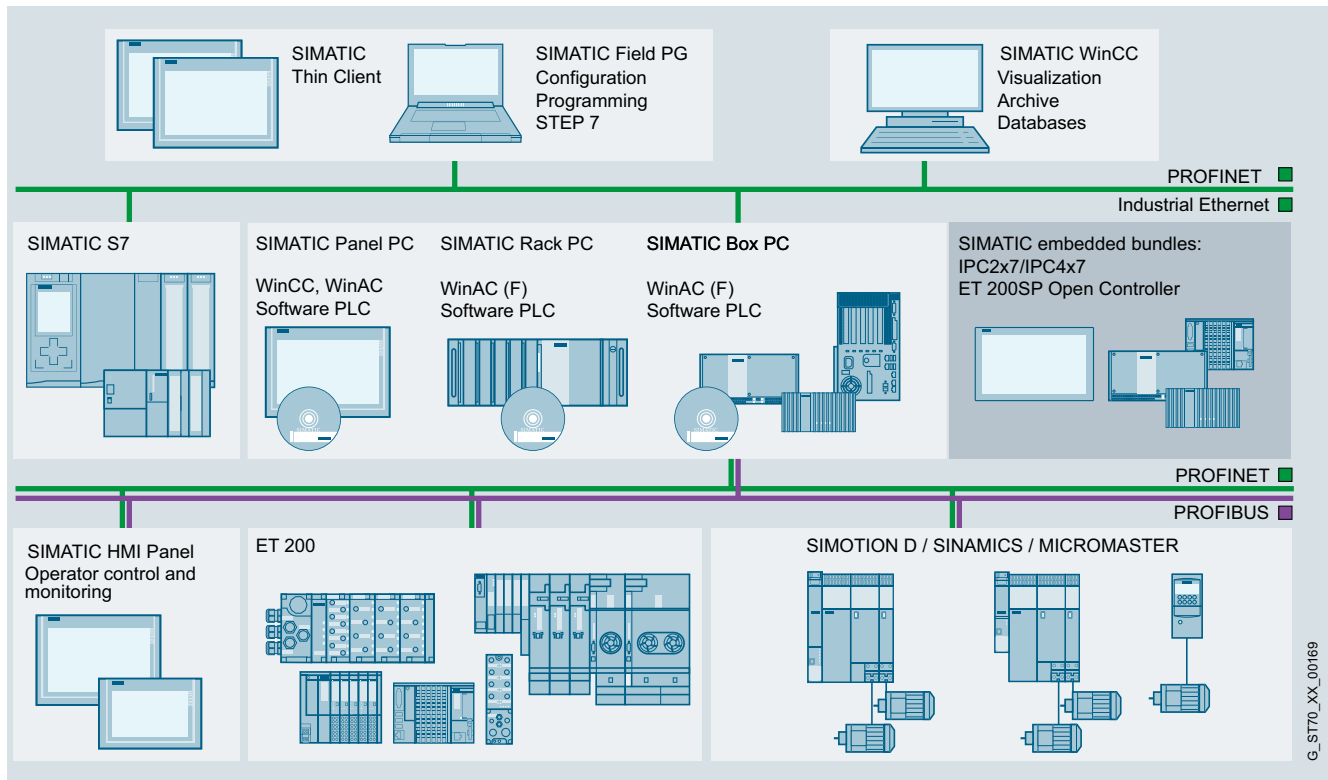 SIMATIC
Thin Client
SIMATIC Field PG
Configuration
Programming
STEP 7
SIMATIC WinCC
Visualization
Archive
Databases
PROFINET
Industrial Ethernet
SIMATIC S7
SIMATIC Panel PC
WinCC, WinAC
Software PLC
SIMATIC Rack PC
WinAC (F)
Software PLC
SIMATIC Box PC
WinAC (F)
Software PLC
SIMATIC embedded bundles:
IPC2x7/IPC4x7
ET 200SP Open Controller
SIMATIC
SIMATIC
SIMATIC
PROFINET
PROFIBUS
SIMATIC HMI Panel
Operator control and
monitoring
ET 200
SIMOTION D / SINAMICS / MICROMASTER
G_ST70_XX_00169